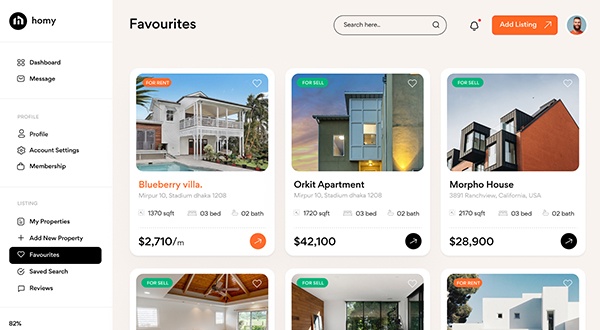 homy
Favourites
Search here..
Add Listing
Dashboard
Message
PROFILE
Profile
Account Settings
Membership
LISTING
My Properties
Add New Property
Favourites
Saved Search
Reviews
82%
FOR RENT
Blueberry villa.
Mirpur 10, Stadium dhaka 1208
1370 sqft 03 bed 02 bath
$2,710/m
FOR SELL
Orkit Apartment
Mirpur 10, Stadium dhaka 1208
1720 sqft 03 bed 02 bath
$42,100
FOR SELL
Morpho House
3891 Ranchview, California, USA
2170 sqft 03 bed 02 bath
$28,900
FOR SELL
FOR SELL
FOR RENT